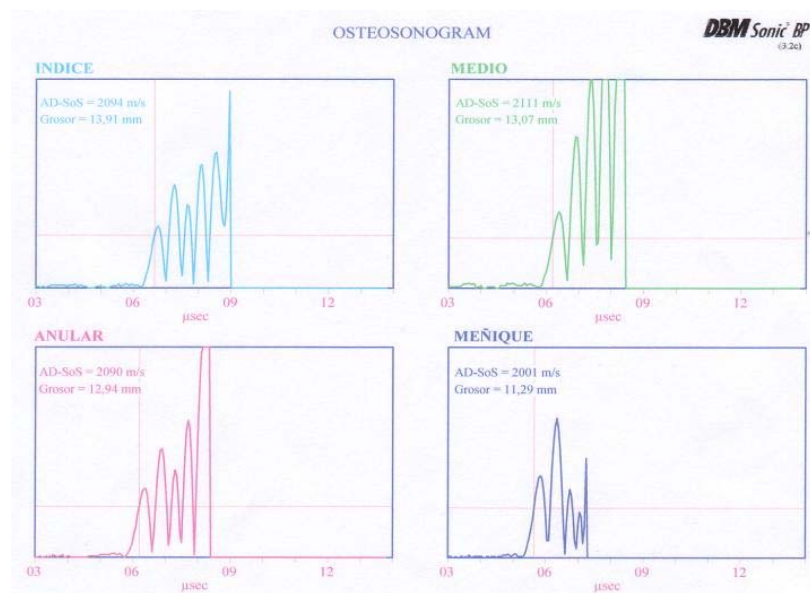 OSTEOSONOGRAM
DBM Sonic® BP
(3.2c)
INDICE
AD-SoS = 2094 m/s
Grosor = 13,91 mm
03 06 09 12
µsec
MEDIO
AD-SoS = 2111 m/s
Grosor = 13,07 mm
03 06 09 12
µsec
ANULAR
AD-SoS = 2090 m/s
Grosor = 12,94 mm
03 06 09 12
µsec
MEÑIQUE
AD-SoS = 2001 m/s
Grosor = 11,29 mm
03 06 09 12
µsec